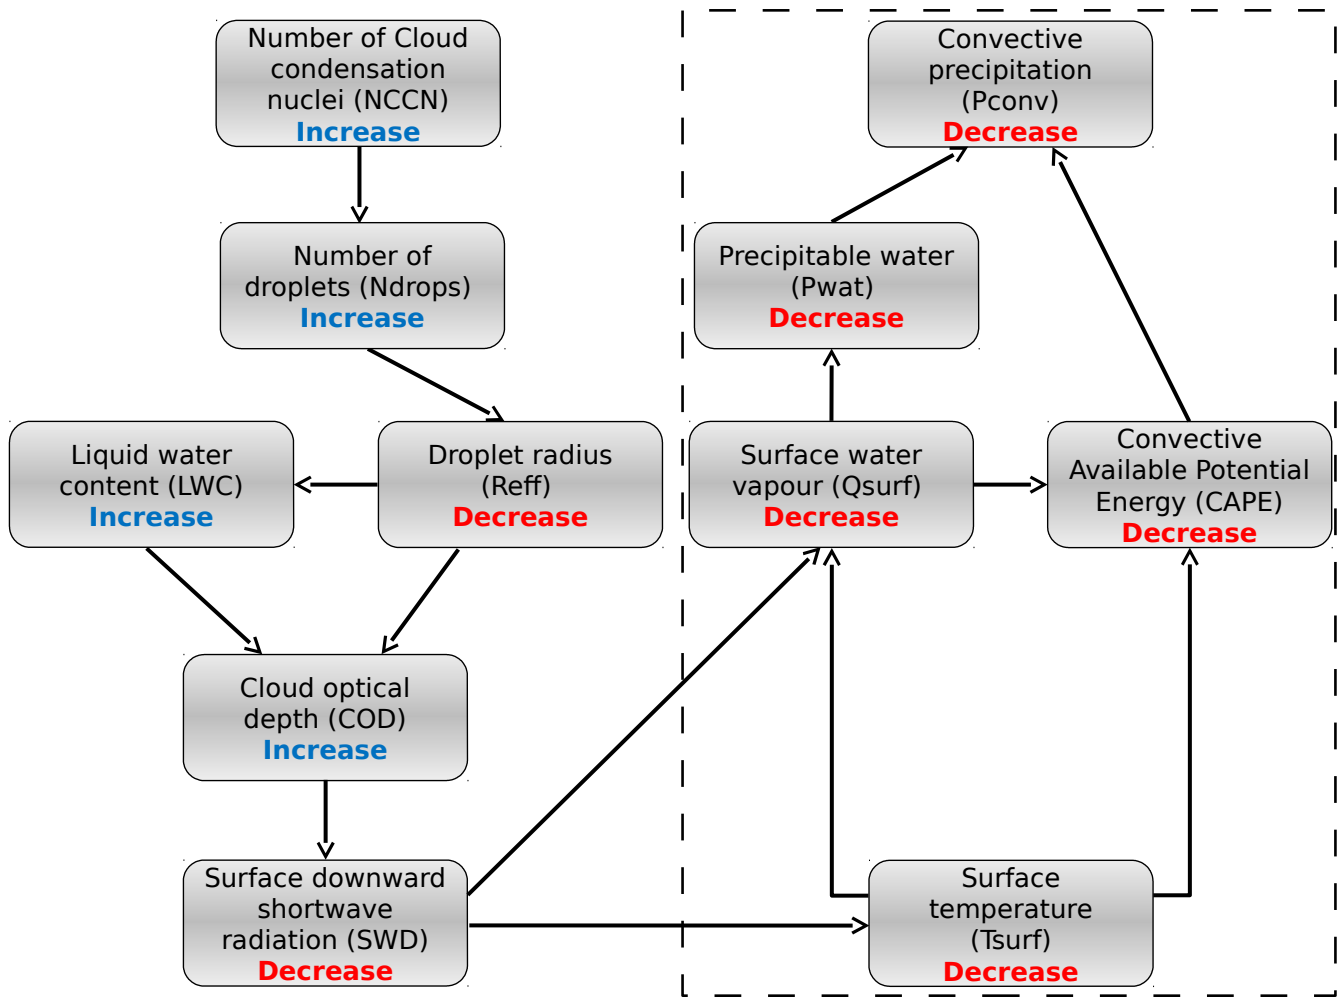 Number of Cloud
condensation
nuclei (NCCN)
Increase
Number of
droplets (Ndrops)
Increase
Liquid water
content (LWC)
Increase
Droplet radius
(Reff)
Decrease
Cloud optical
depth (COD)
Increase
Surface downward
shortwave
radiation (SWD)
Decrease
Convective
precipitation
(Pconv)
Decrease
Precipitable water
(Pwat)
Decrease
Surface water
vapour (Qsurf)
Decrease
Convective
Available Potential
Energy (CAPE)
Decrease
Surface
temperature
(Tsurf)
Decrease